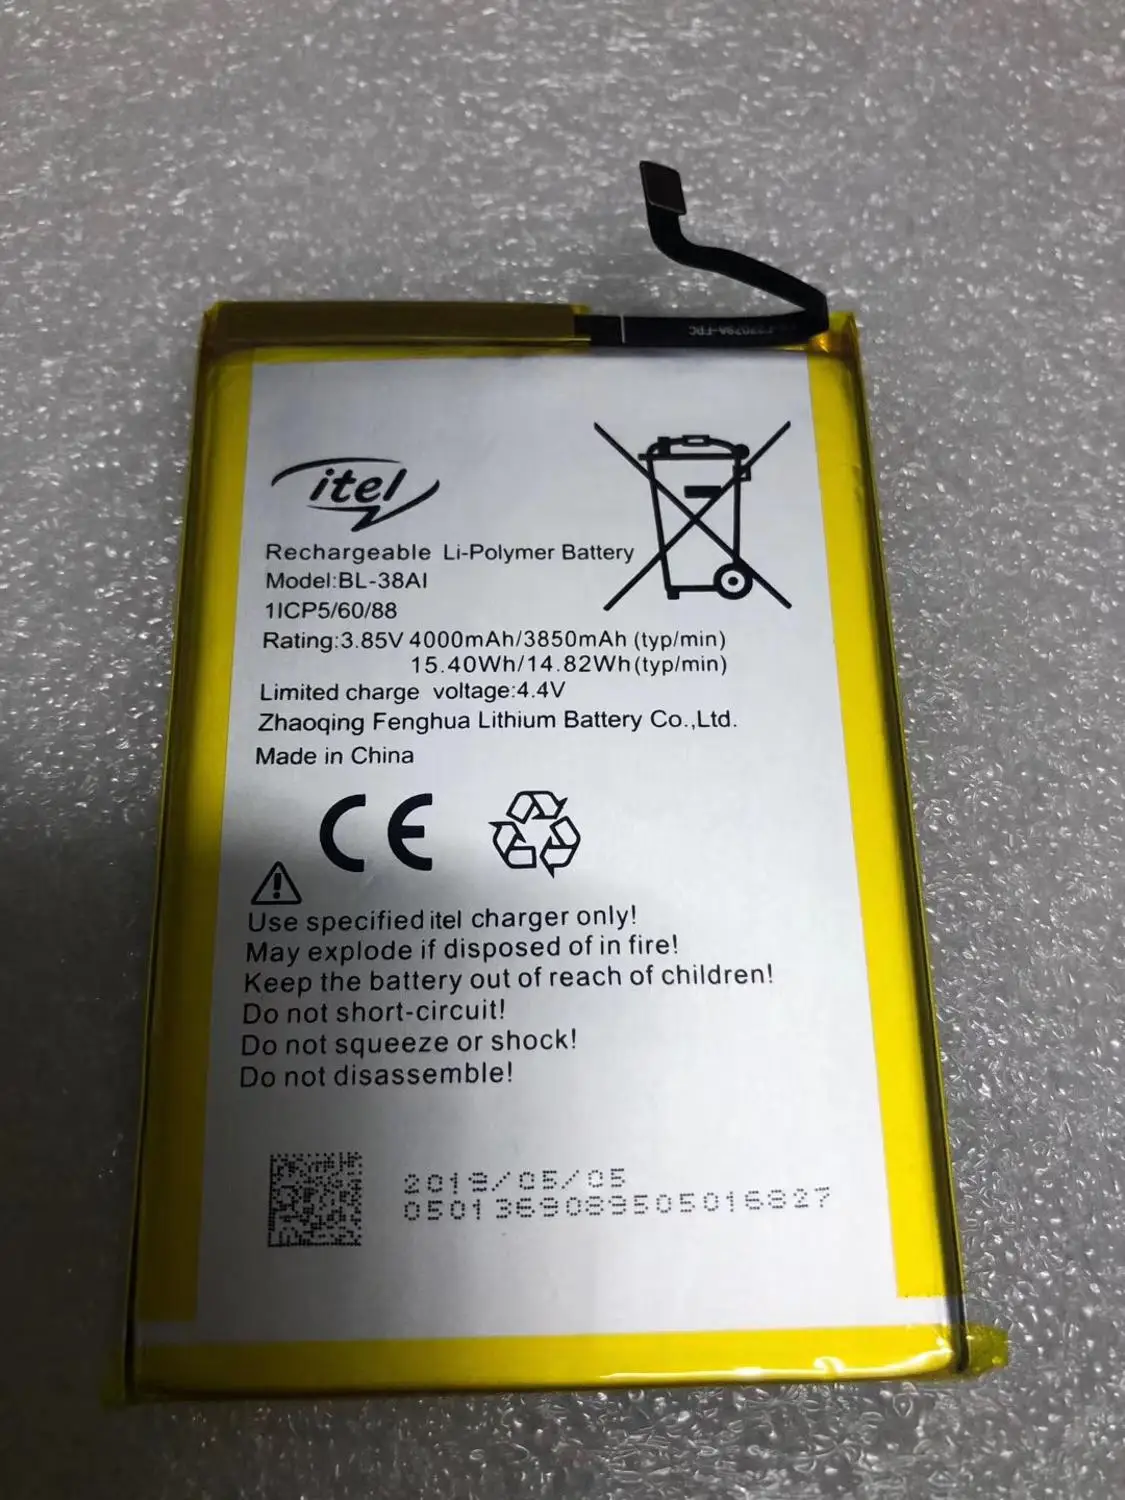 itel
Rechargeable Li-Polymer Battery
Model:BL-38AI
1ICP5/60/88
Rating:3.85V 4000mAh/3850mAh (typ/min)
15.40Wh/14.82Wh(typ/min)
Limited charge voltage:4.4V
Zhaoqing Fenghua Lithium Battery Co.,Ltd.
Made in China
CE
Use specified itel charger only!
May explode if disposed of in fire!
Keep the battery out of reach of children!
Do not short-circuit!
Do not squeeze or shock!
Do not disassemble!
2019/05/05
0501369089505016827